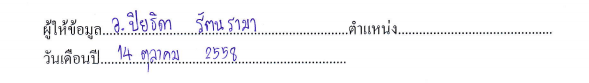 ผู้ให้ข้อมูล...อ. ปิยธิดา รัตนรามา...ตำแหน่ง...
วันเดือนปี...14 ตุลาคม 2558...